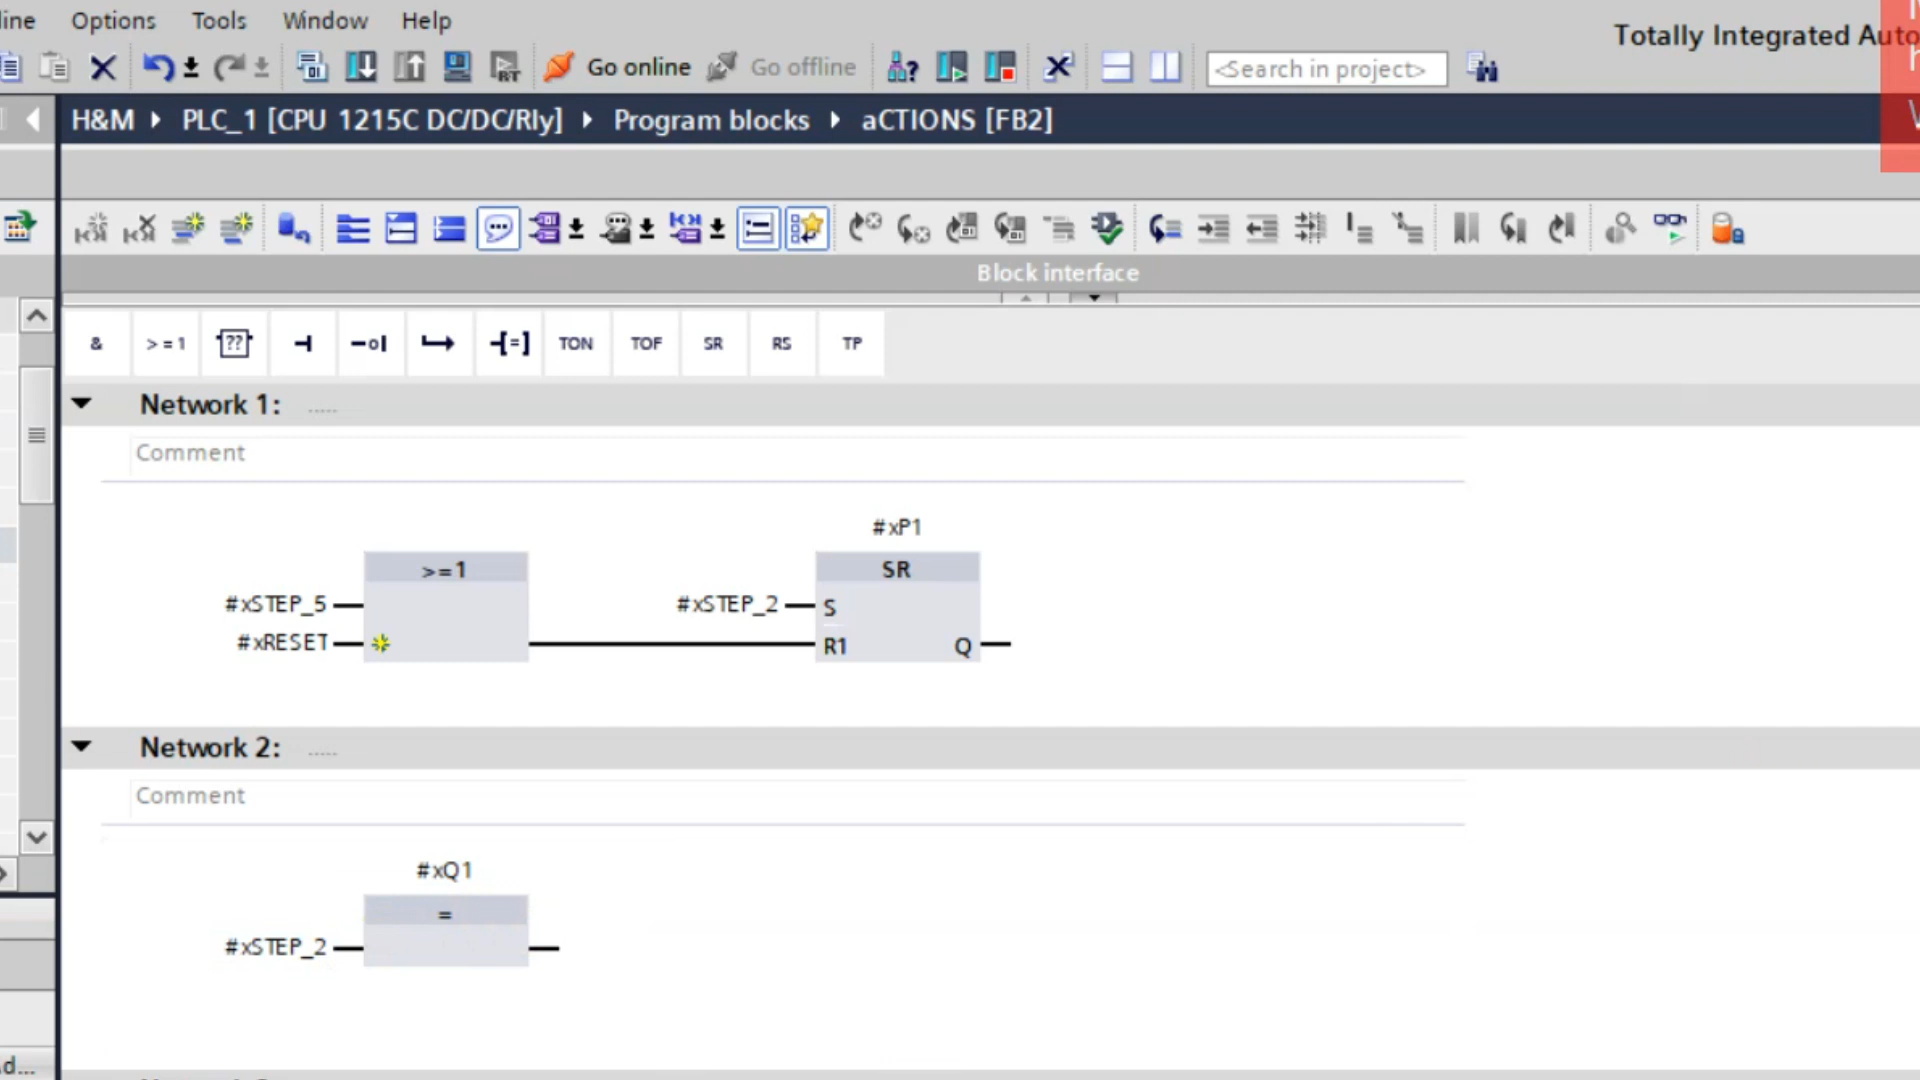 line Options Tools Window Help
Totally Integrated Auto
Go online Go offline <Search in project>
H&M PLC_1 [CPU 1215C DC/DC/Rly] Program blocks aCTIONS [FB2]
Block interface
& >=1 ?? TON TOF SR RS TP
Network 1: .....
Comment
#xP1
>=1 SR
#xSTEP_5 #xSTEP_2 S
#xRESET R1 Q
Network 2: .....
Comment
#xQ1
=
#xSTEP_2